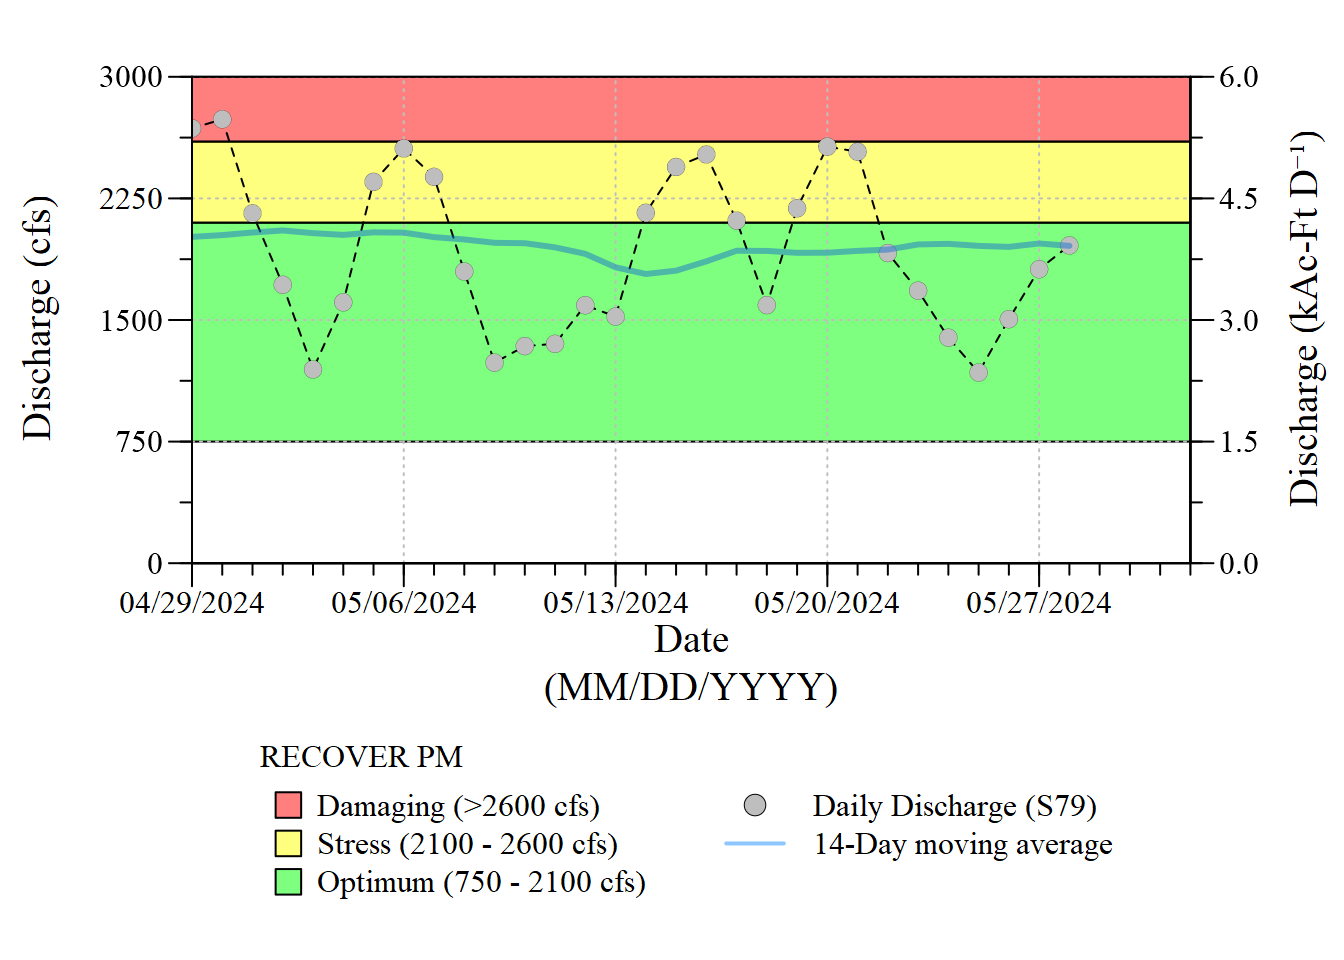 3000
2250
1500
750
0
Discharge (cfs)
6.0
4.5
3.0
1.5
0.0
Discharge (kAc-Ft D⁻¹)
04/29/2024 05/06/2024 05/13/2024 05/20/2024 05/27/2024
Date
(MM/DD/YYYY)
RECOVER PM
Damaging (>2600 cfs)
Stress (2100 - 2600 cfs)
Optimum (750 - 2100 cfs)
Daily Discharge (S79)
14-Day moving average